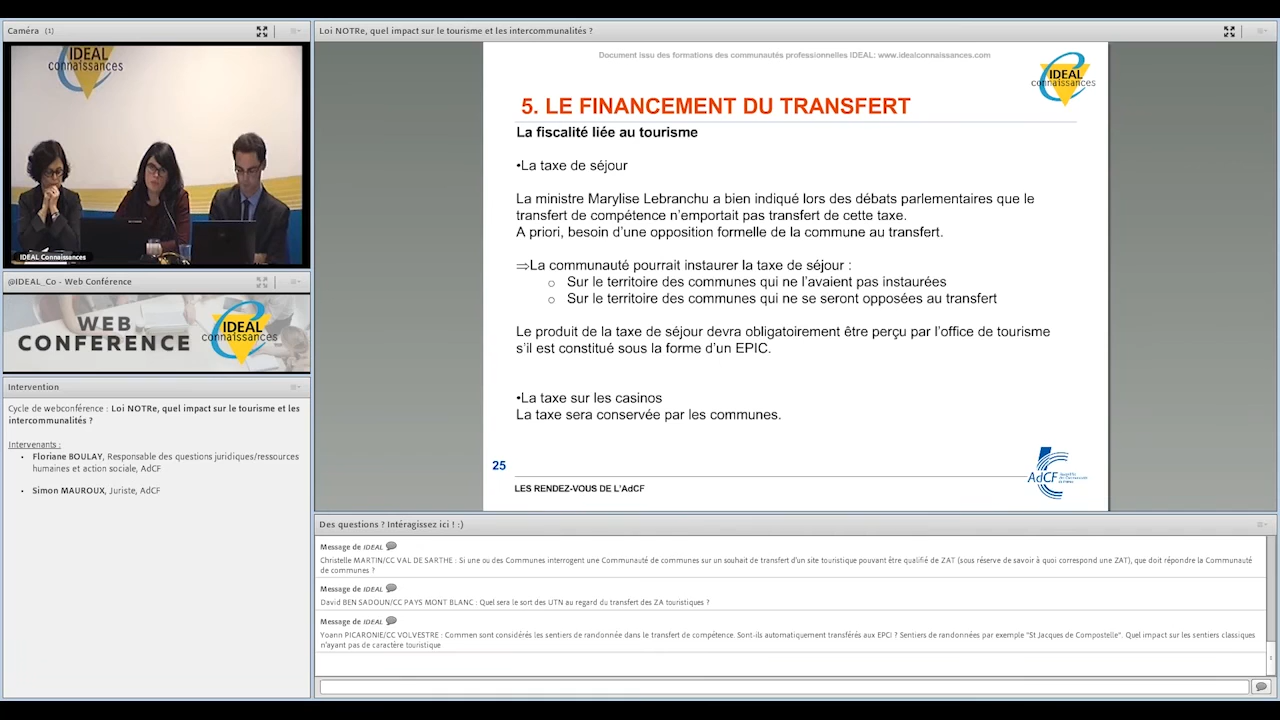 Caméra (1)
IDEAL
connaissances
IDEAL Connaissances
@IDEAL_Co - Web Conférence
WEB
CONFERENCE
IDEAL
connaissances
Intervention
Cycle de webconférence : Loi NOTRe, quel impact sur le tourisme et les
intercommunalités ?
Intervenants :
• Floriane BOULAY, Responsable des questions juridiques/ressources
humaines et action sociale, AdCF
• Simon MAUROUX, Juriste, AdCF
Loi NOTRe, quel impact sur le tourisme et les intercommunalités ?
Document issu des formations des communautés professionnelles IDEAL: www.idealconnaissances.com
IDEAL
connaissances
5. LE FINANCEMENT DU TRANSFERT
La fiscalité liée au tourisme
•La taxe de séjour
La ministre Marylise Lebranchu a bien indiqué lors des débats parlementaires que le
transfert de compétence n'emportait pas transfert de cette taxe.
A priori, besoin d'une opposition formelle de la commune au transfert.
⇒La communauté pourrait instaurer la taxe de séjour :
o Sur le territoire des communes qui ne l'avaient pas instaurées
o Sur le territoire des communes qui ne se seront opposées au transfert
Le produit de la taxe de séjour devra obligatoirement être perçu par l'office de tourisme
s'il est constitué sous la forme d'un EPIC.
•La taxe sur les casinos
La taxe sera conservée par les communes.
25
LES RENDEZ-VOUS DE L'AdCF
AdCF
Des questions ? Intéragissez ici ! :)
Message de IDEAL
Christelle MARTIN/CC VAL DE SARTHE : Si une ou des Communes interrogent une Communauté de communes sur un souhait de transfert d'un site touristique pouvant être qualifié de ZAT (sous réserve de savoir à quoi correspond une ZAT), que doit répondre la Communauté
de communes ?
Message de IDEAL
David BEN SADOUN/CC PAYS MONT BLANC : Quel sera le sort des UTN au regard du transfert des ZA touristiques ?
Message de IDEAL
Yoann PICARONIE/CC VOLVESTRE : Commen sont considérés les sentiers de randonnée dans le transfert de compétence. Sont-ils automatiquement transférés aux EPCI ? Sentiers de randonnées par exemple "St Jacques de Compostelle". Quel impact sur les sentiers classiques
n'ayant pas de caractère touristique